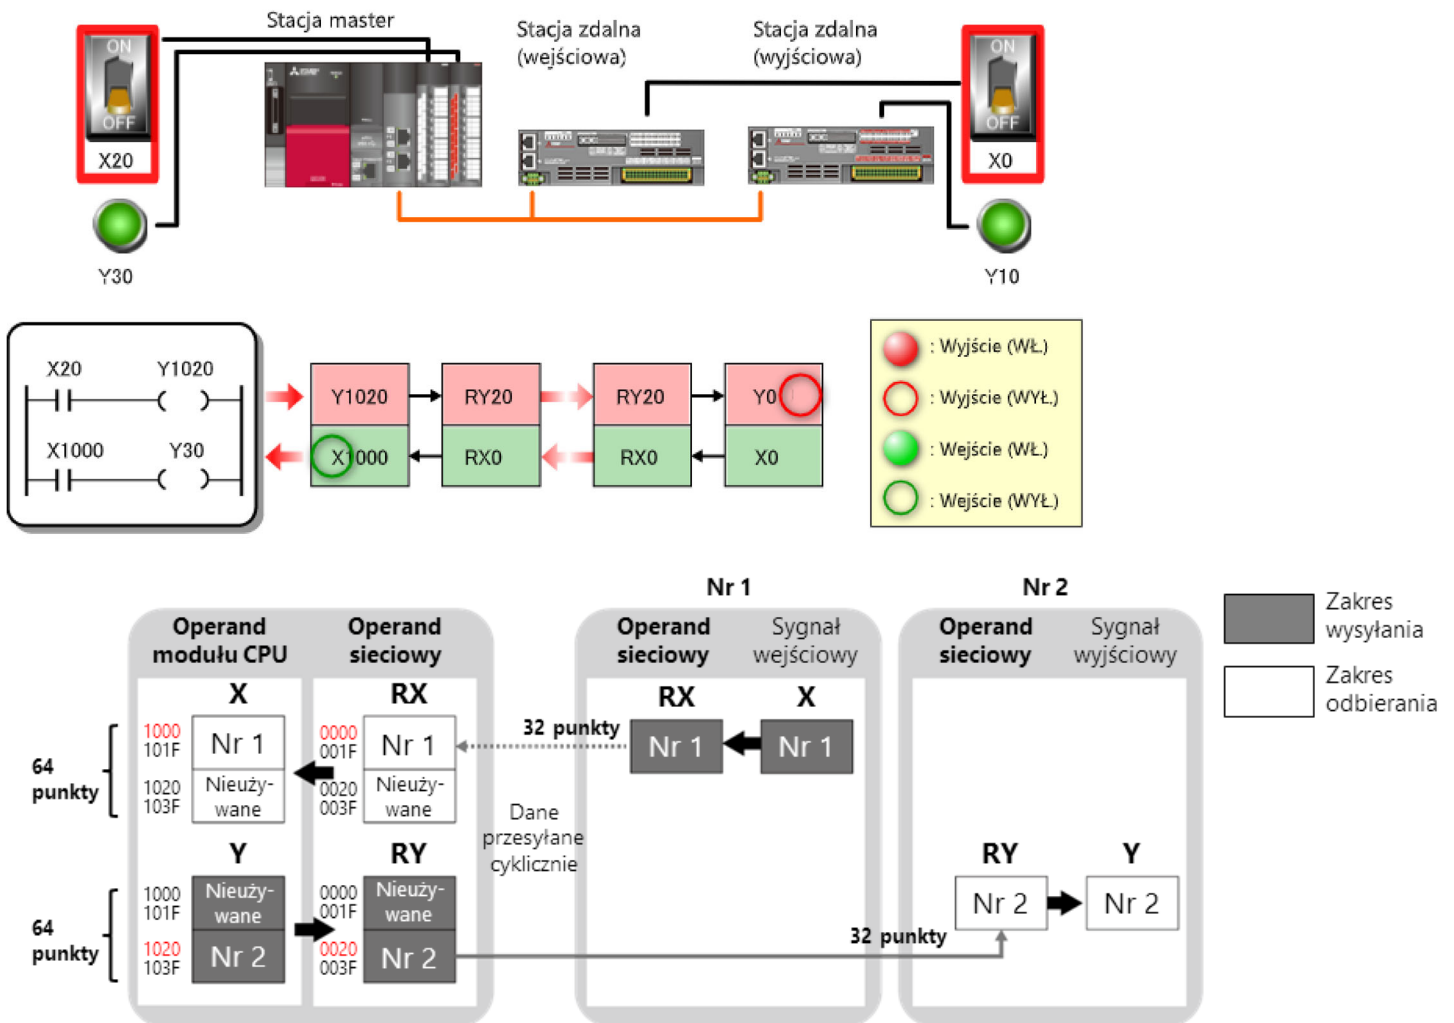 Stacja master
Stacja zdalna
(wejściowa)
Stacja zdalna
(wyjściowa)
ON
OFF
X20
Y30
ON
OFF
X0
Y10
X20 Y1020
X1000 Y30
Y1020 RY20 RY20 Y0
X1000 RX0 RX0 X0
: Wyjście (WŁ.)
: Wyjście (WYŁ.)
: Wejście (WŁ.)
: Wejście (WYŁ.)
Nr 1
Nr 2
Operand
modułu CPU
Operand
sieciowy
Operand
sieciowy
Sygnał
wejściowy
Operand
sieciowy
Sygnał
wyjściowy
Zakres
wysyłania
Zakres
odbierania
X
RX
RX
X
64
punkty
1000
101F
Nr 1
0000
001F
Nr 1
32 punkty
Nr 1
Nr 1
1020
103F
Nieuży-
wane
0020
003F
Nieuży-
wane
Dane
przesyłane
cyklicznie
Y
RY
RY
Y
64
punkty
1000
101F
Nieuży-
wane
0000
001F
Nieuży-
wane
Nr 2
Nr 2
1020
103F
Nr 2
0020
003F
Nr 2
32 punkty